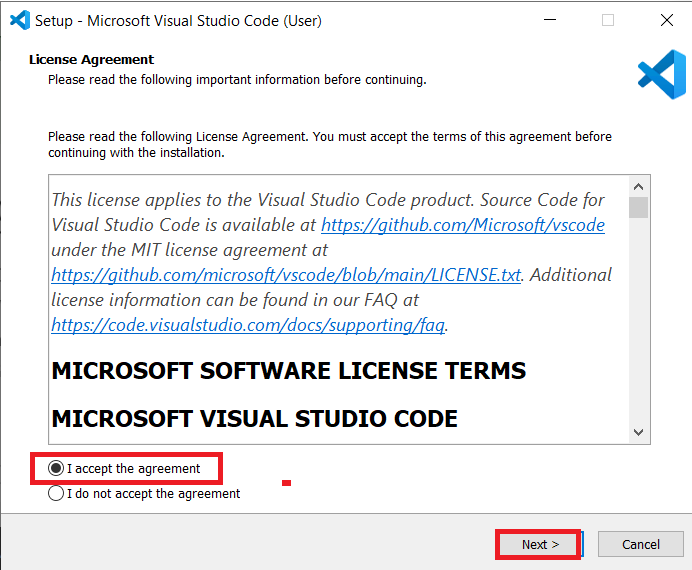 Setup - Microsoft Visual Studio Code (User)
License Agreement
Please read the following important information before continuing.
Please read the following License Agreement. You must accept the terms of this agreement before
continuing with the installation.
This license applies to the Visual Studio Code product. Source Code for
Visual Studio Code is available at https://github.com/Microsoft/vscode
under the MIT license agreement at
https://github.com/microsoft/vscode/blob/main/LICENSE.txt. Additional
license information can be found in our FAQ at
https://code.visualstudio.com/docs/supporting/faq.
MICROSOFT SOFTWARE LICENSE TERMS
MICROSOFT VISUAL STUDIO CODE
I accept the agreement
I do not accept the agreement
Next >
Cancel